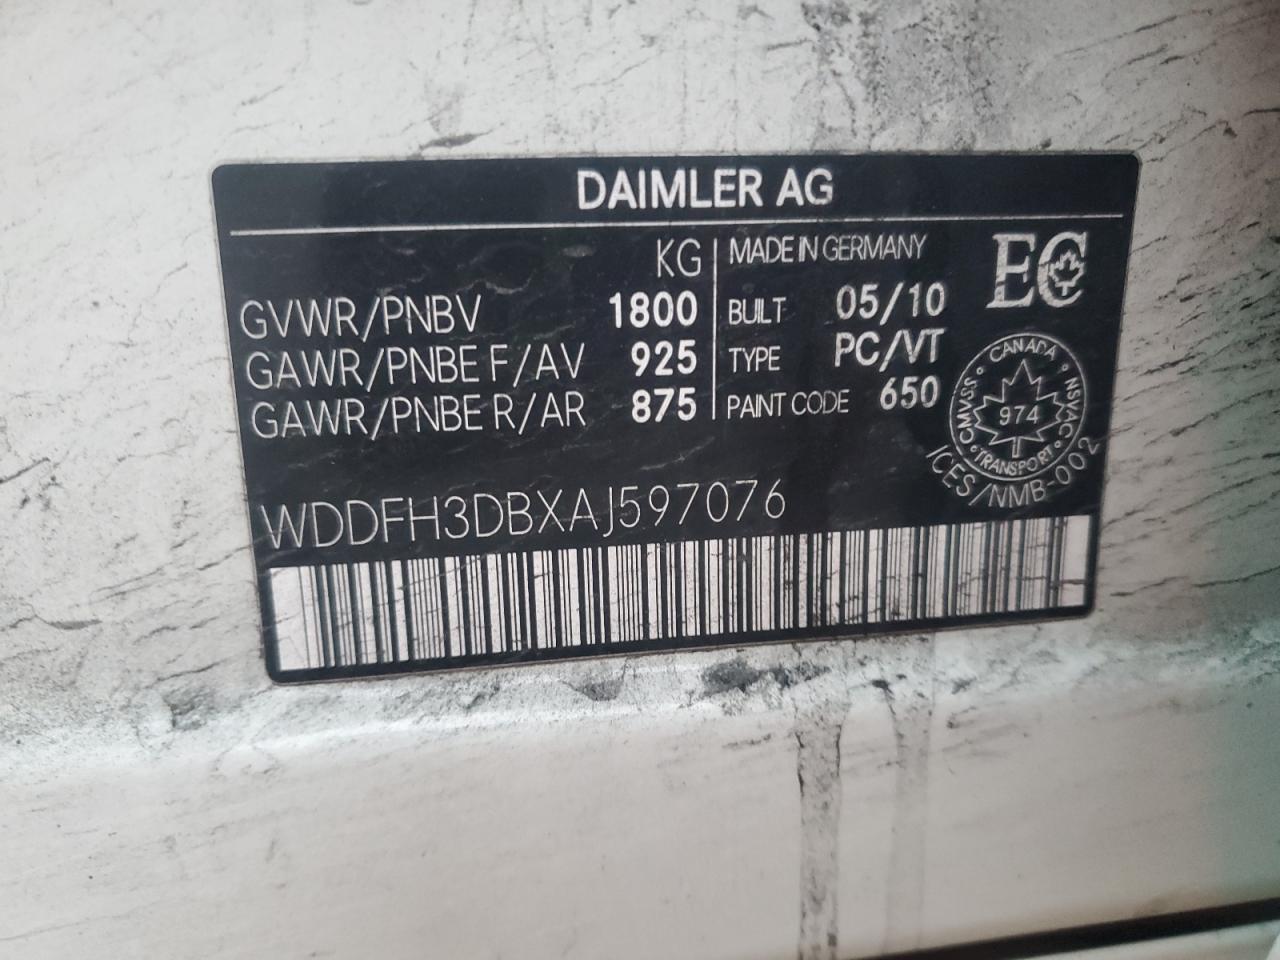 DAIMLER AG
KG
GVWR/PNBV 1800
GAWR/PNBE F/AV 925
GAWR/PNBE R/AR 875
MADE IN GERMANY
BUILT 05/10
TYPE PC/VT
PAINT CODE 650
EC
CANADA
CMVSS
NSVAC
974
TRANSPORT
ICES/NMB-002
WDDFH3DBXAJ597076